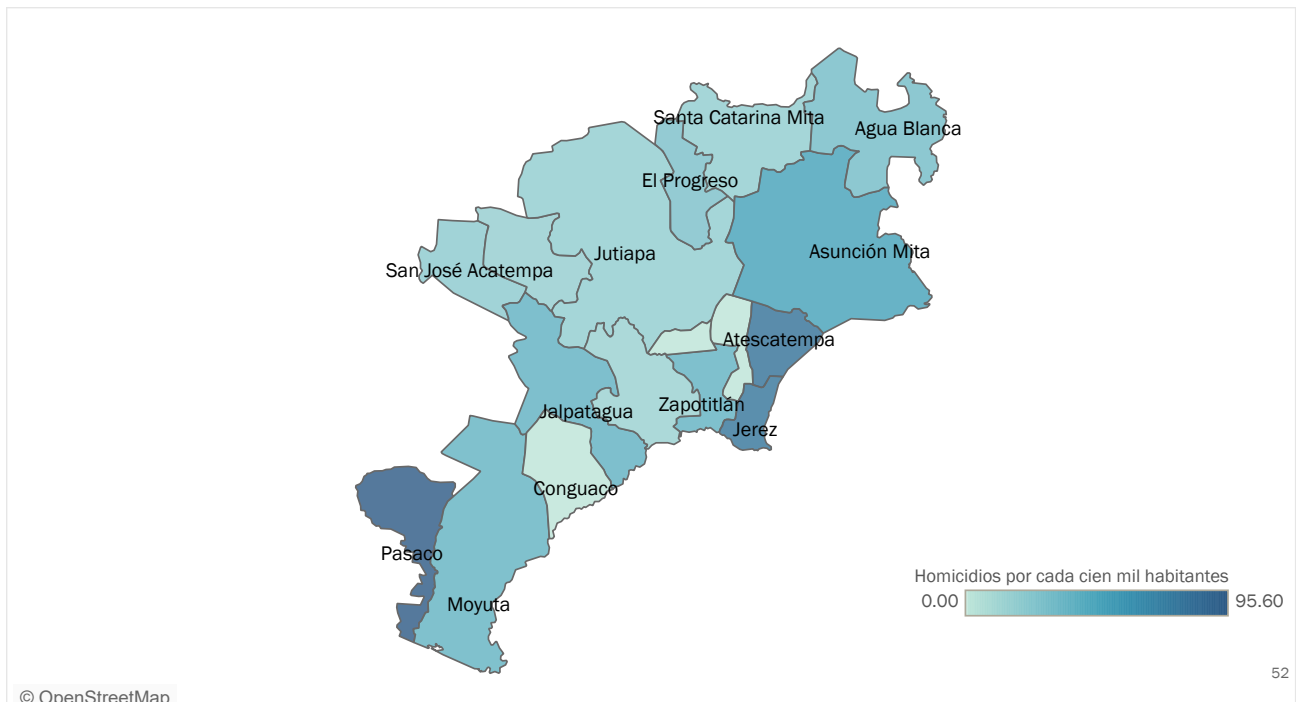 Santa Catarina Mita
Agua Blanca
El Progreso
Asunción Mita
Jutiapa
San José Acatempa
Atescatempa
Zapotitlán
Jalpatagua
Jerez
Conguaco
Pasaco
Moyuta
Homicidios por cada cien mil habitantes
0.00
95.60
52
© OpenStreetMap